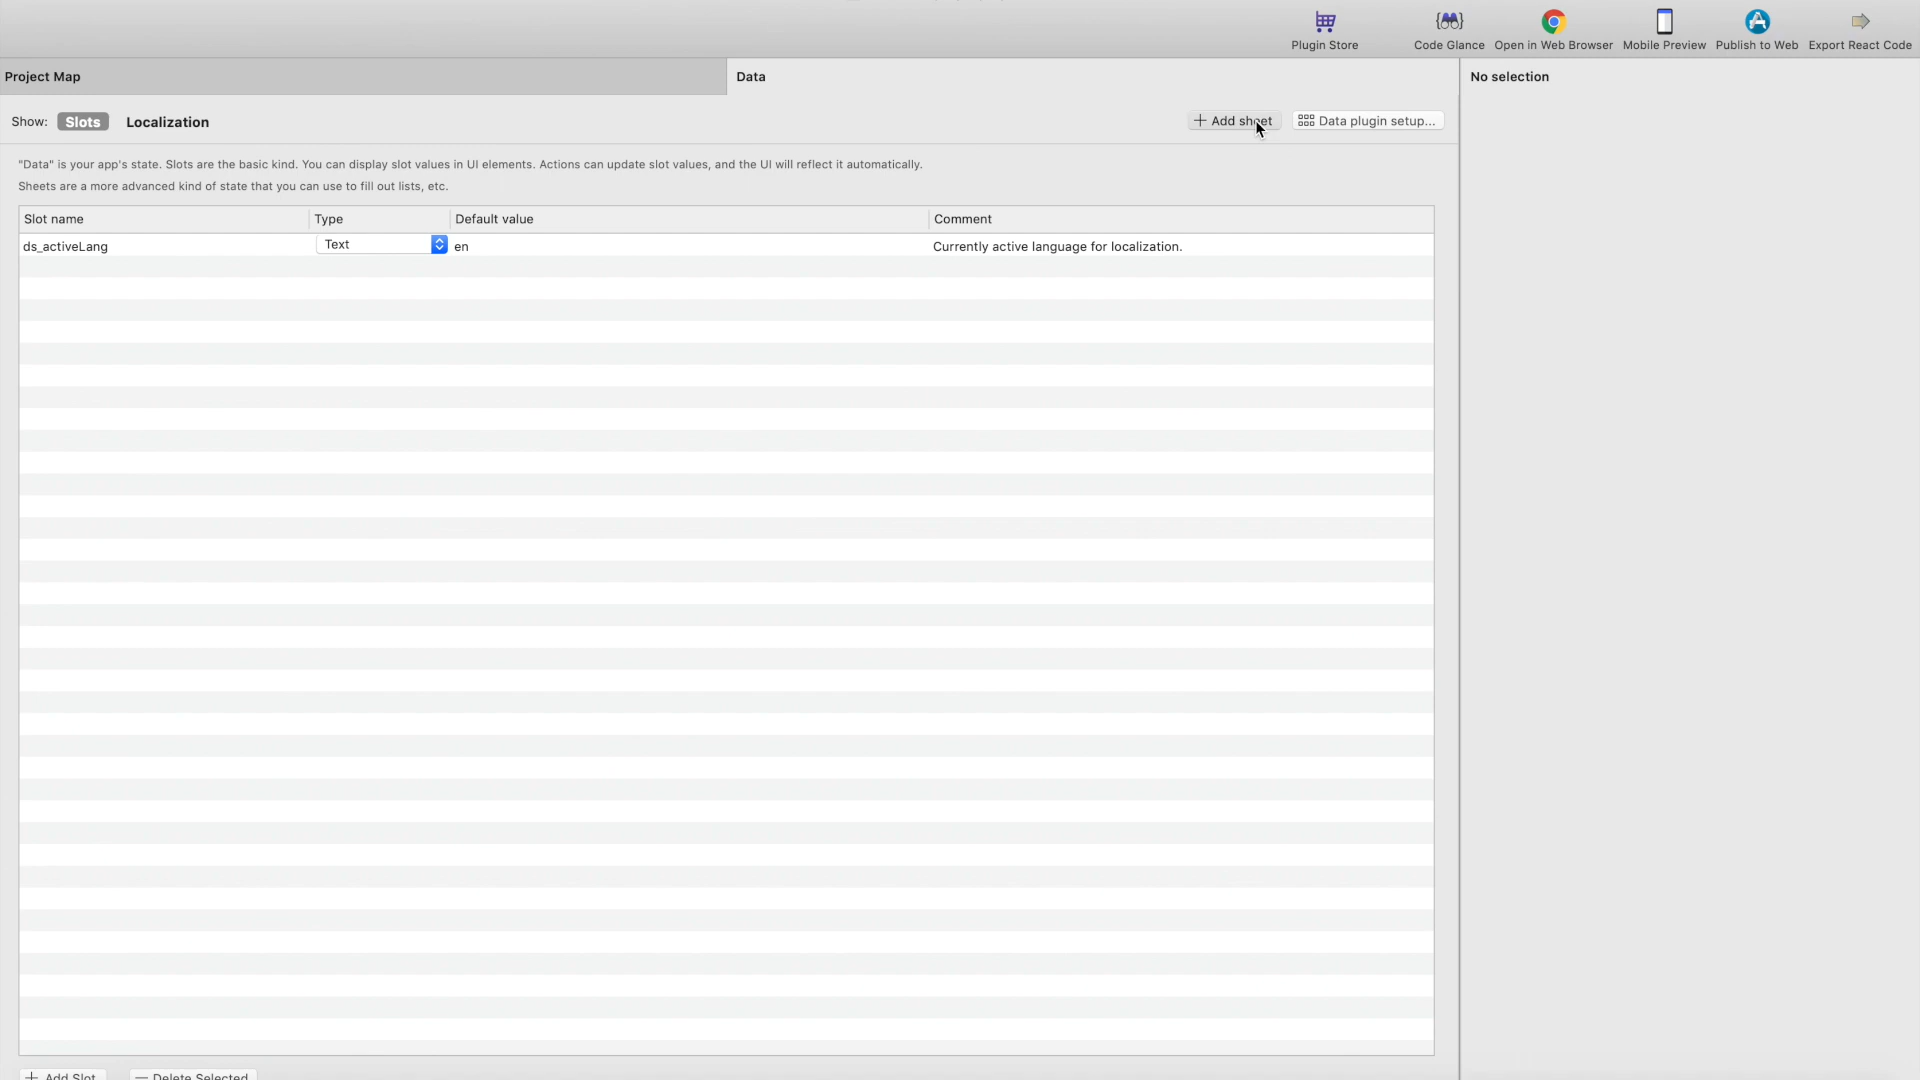 Plugin Store
Code Glance
Open in Web Browser
Mobile Preview
Publish to Web
Export React Code
Project Map
Data
No selection
Show: Slots Localization
Add sheet
Data plugin setup...
"Data" is your app's state. Slots are the basic kind. You can display slot values in UI elements. Actions can update slot values, and the UI will reflect it automatically.
Sheets are a more advanced kind of state that you can use to fill out lists, etc.
Slot name Type Default value Comment
ds_activeLang Text en Currently active language for localization.
Add Slot
Delete Selected